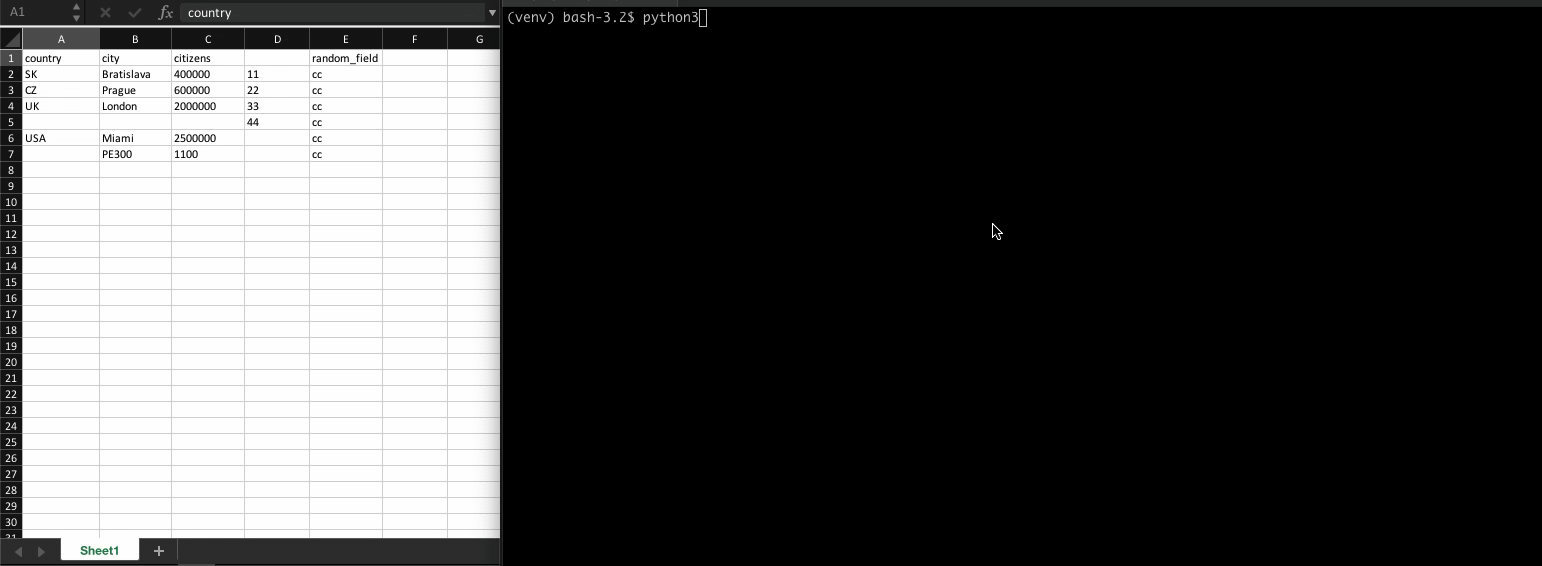 A1 fx country
A B C D E F G
1 country city citizens random_field
2 SK Bratislava 400000 11 cc
3 CZ Prague 600000 22 cc
4 UK London 2000000 33 cc
5 44 cc
6 USA Miami 2500000 cc
7 PE300 1100 cc
8
9
10
11
12
13
14
15
16
17
18
19
20
21
22
23
24
25
26
27
28
29
30
31
Sheet1 +
(venv) bash-3.2$ python3